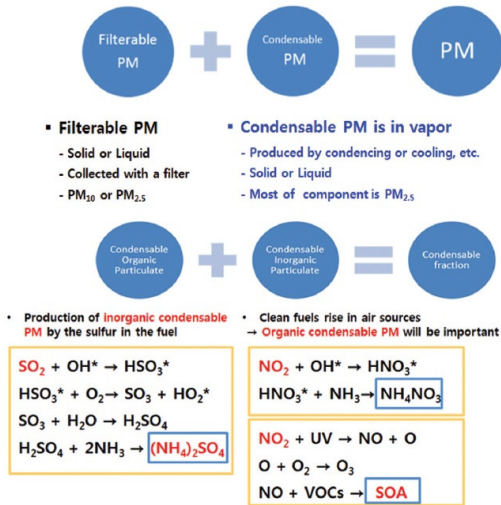 Filterable
PM
Condensable
PM
PM
▪ Filterable PM
- Solid or Liquid
- Collected with a filter
- PM₁₀ or PM₂.₅
▪ Condensable PM is in vapor
- Produced by condencing or cooling, etc.
- Solid or Liquid
- Most of component is PM₂.₅
Condensable
Organic
Particulate
Condensable
Inorganic
Particulate
Condensable
fraction
• Production of inorganic condensable
PM by the sulfur in the fuel
SO₂ + OH* → HSO₃*
HSO₃* + O₂→ SO₃ + HO₂*
SO₃ + H₂O → H₂SO₄
H₂SO₄ + 2NH₃ → (NH₄)₂SO₄
• Clean fuels rise in air sources
→ Organic condensable PM will be important
NO₂ + OH* → HNO₃*
HNO₃* + NH₃→ NH4NO₃
NO₂ + UV → NO + O
O + O₂→ O₃
NO + VOCs→ SOA